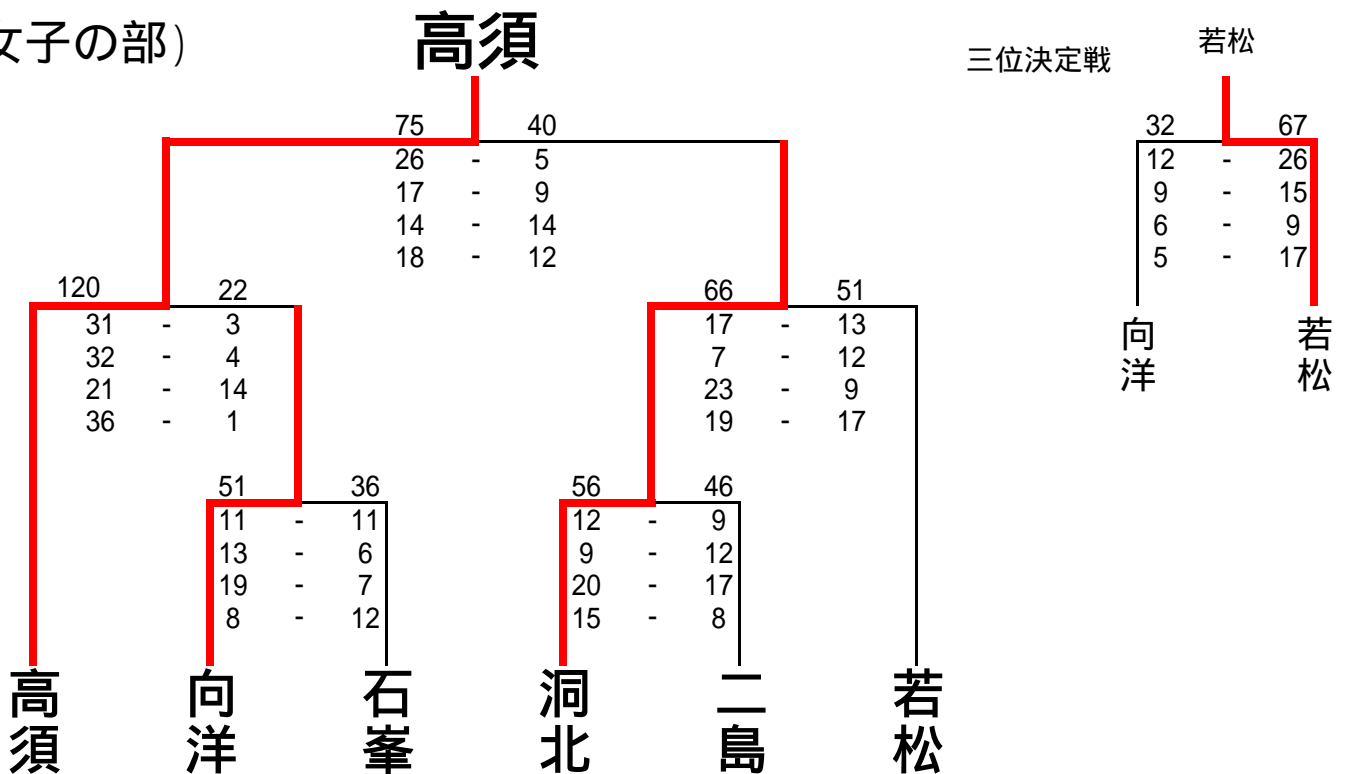 女子の部)
高須
三位決定戦
若松
75 40
26 - 5
17 - 9
14 - 14
18 - 12
32 67
12 - 26
9 - 15
6 - 9
5 - 17
向洋
若松
120 22
31 - 3
32 - 4
21 - 14
36 - 1
66 51
17 - 13
7 - 12
23 - 9
19 - 17
51 36
11 - 11
13 - 6
19 - 7
8 - 12
56 46
12 - 9
9 - 12
20 - 17
15 - 8
高須
向洋
石峯
洞北
二島
若松